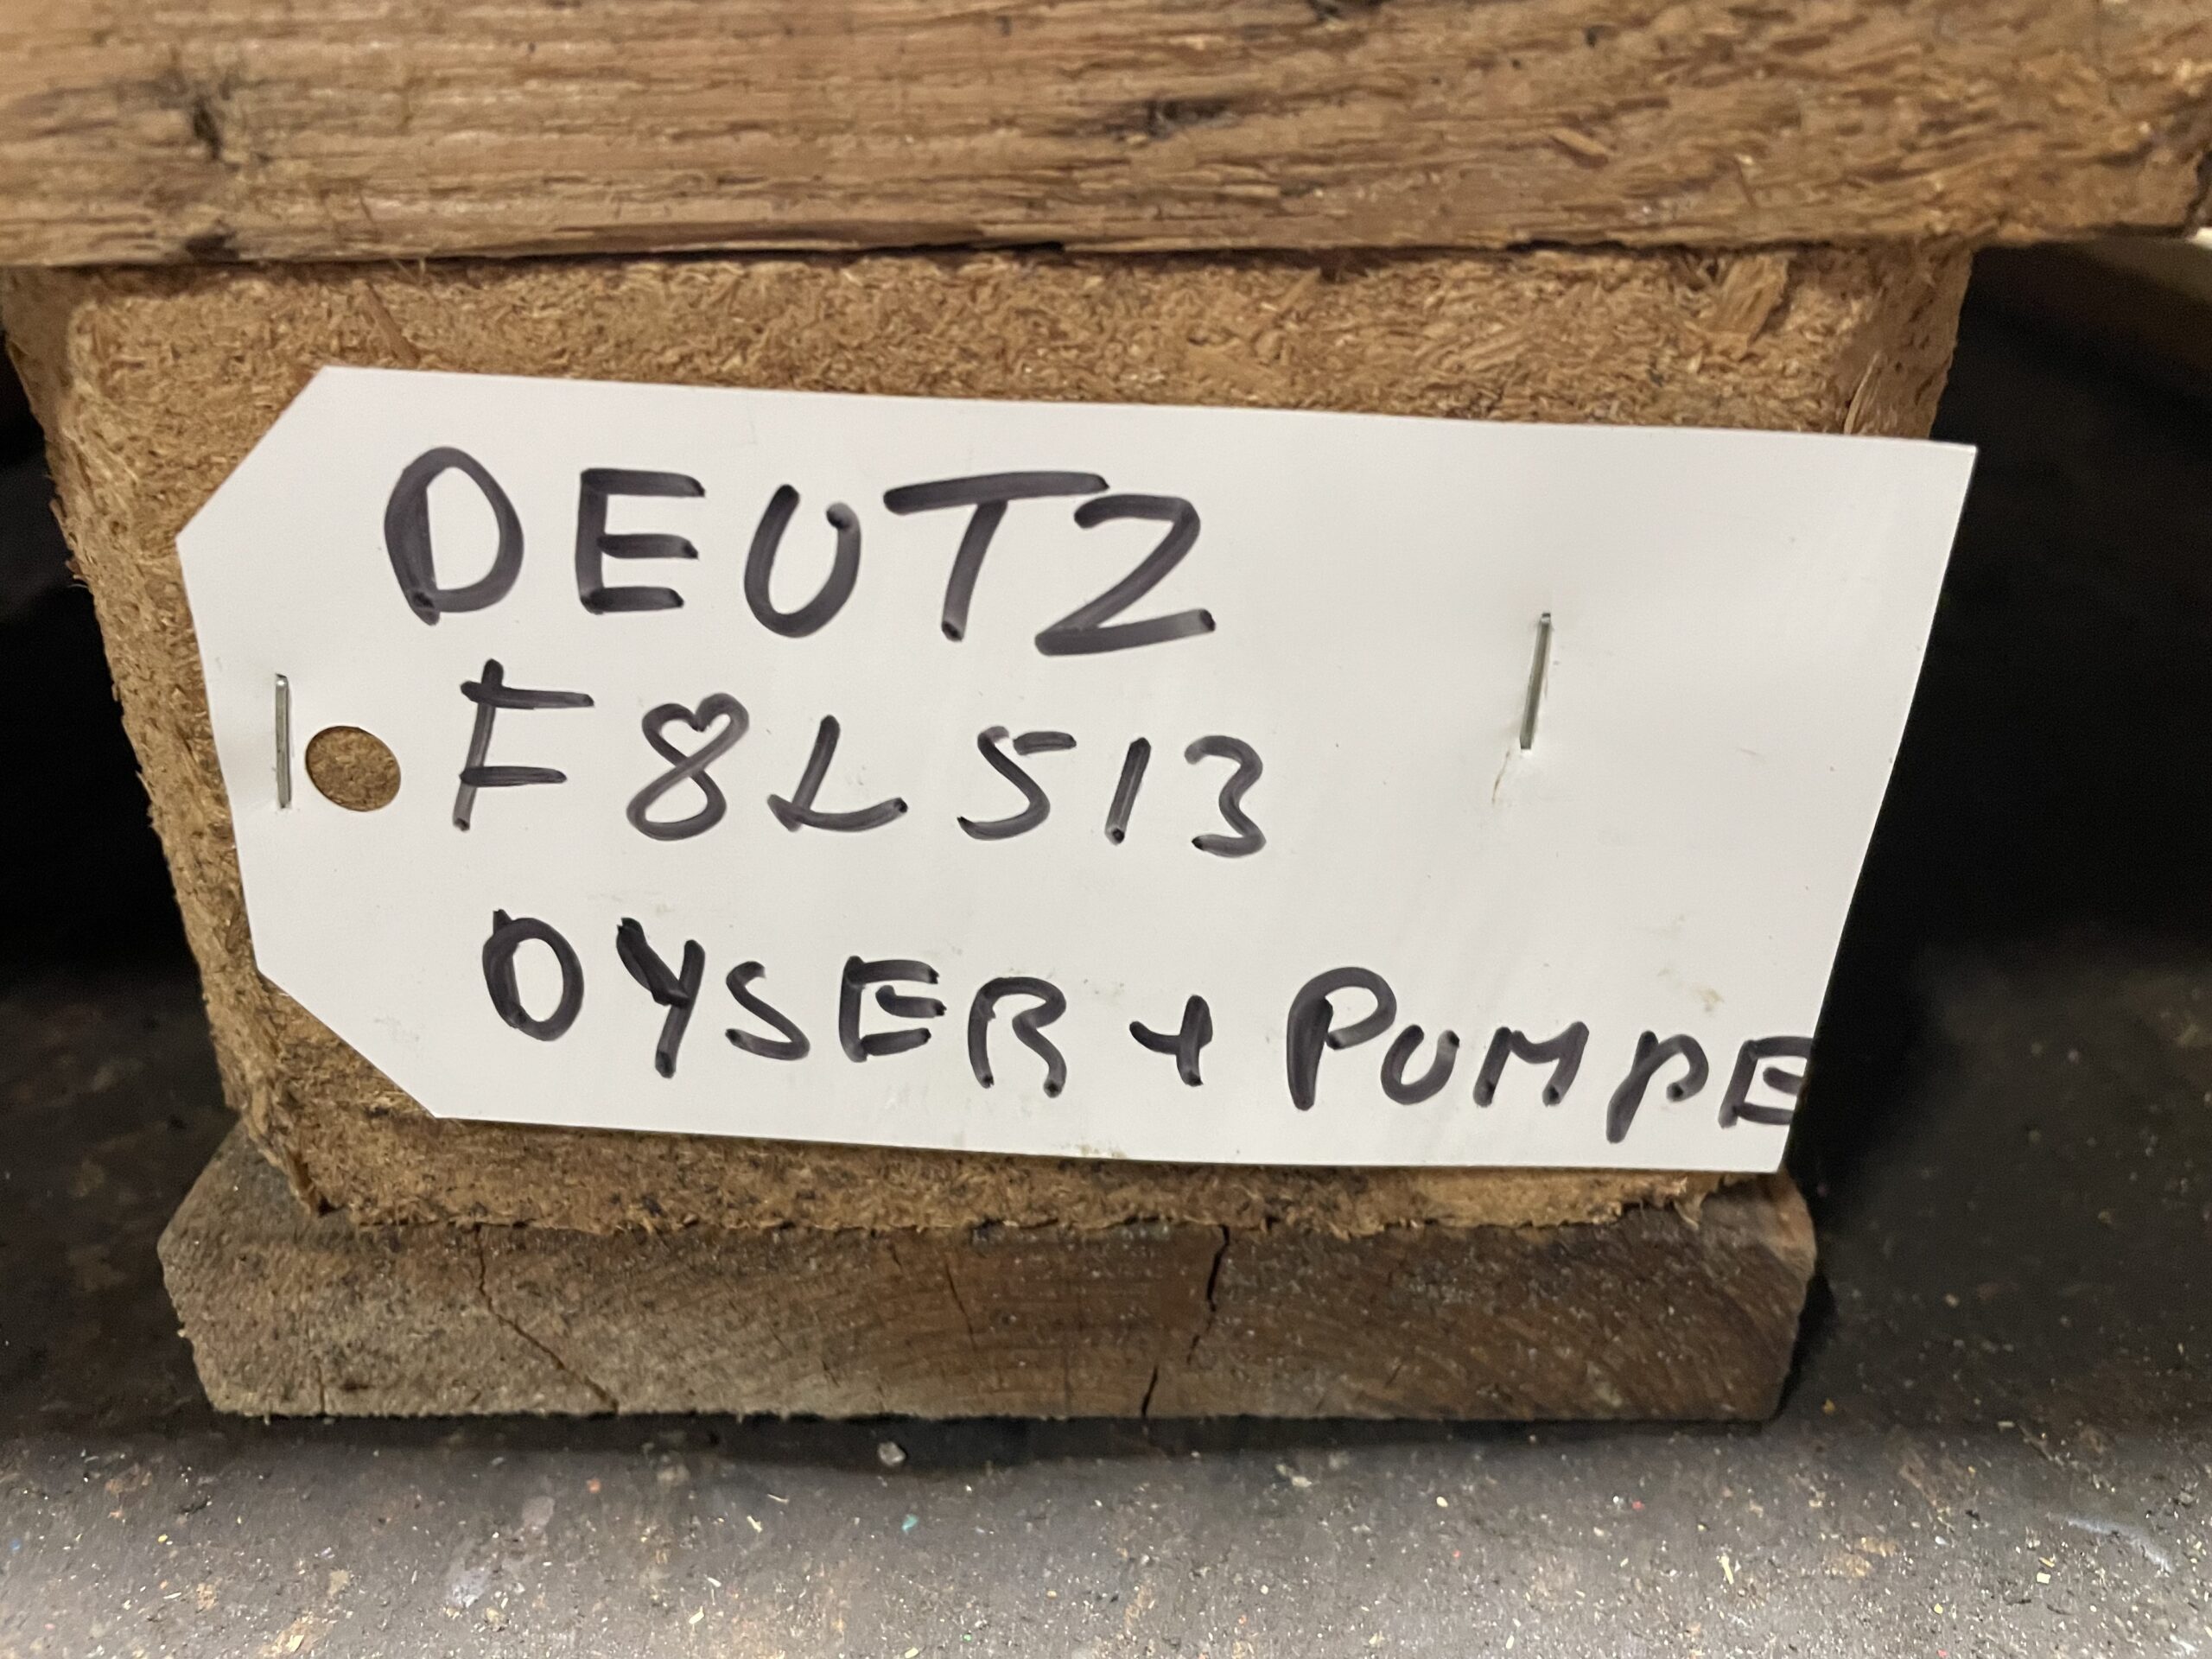 DEUTZ
F8L513
DYSER + PUMPE